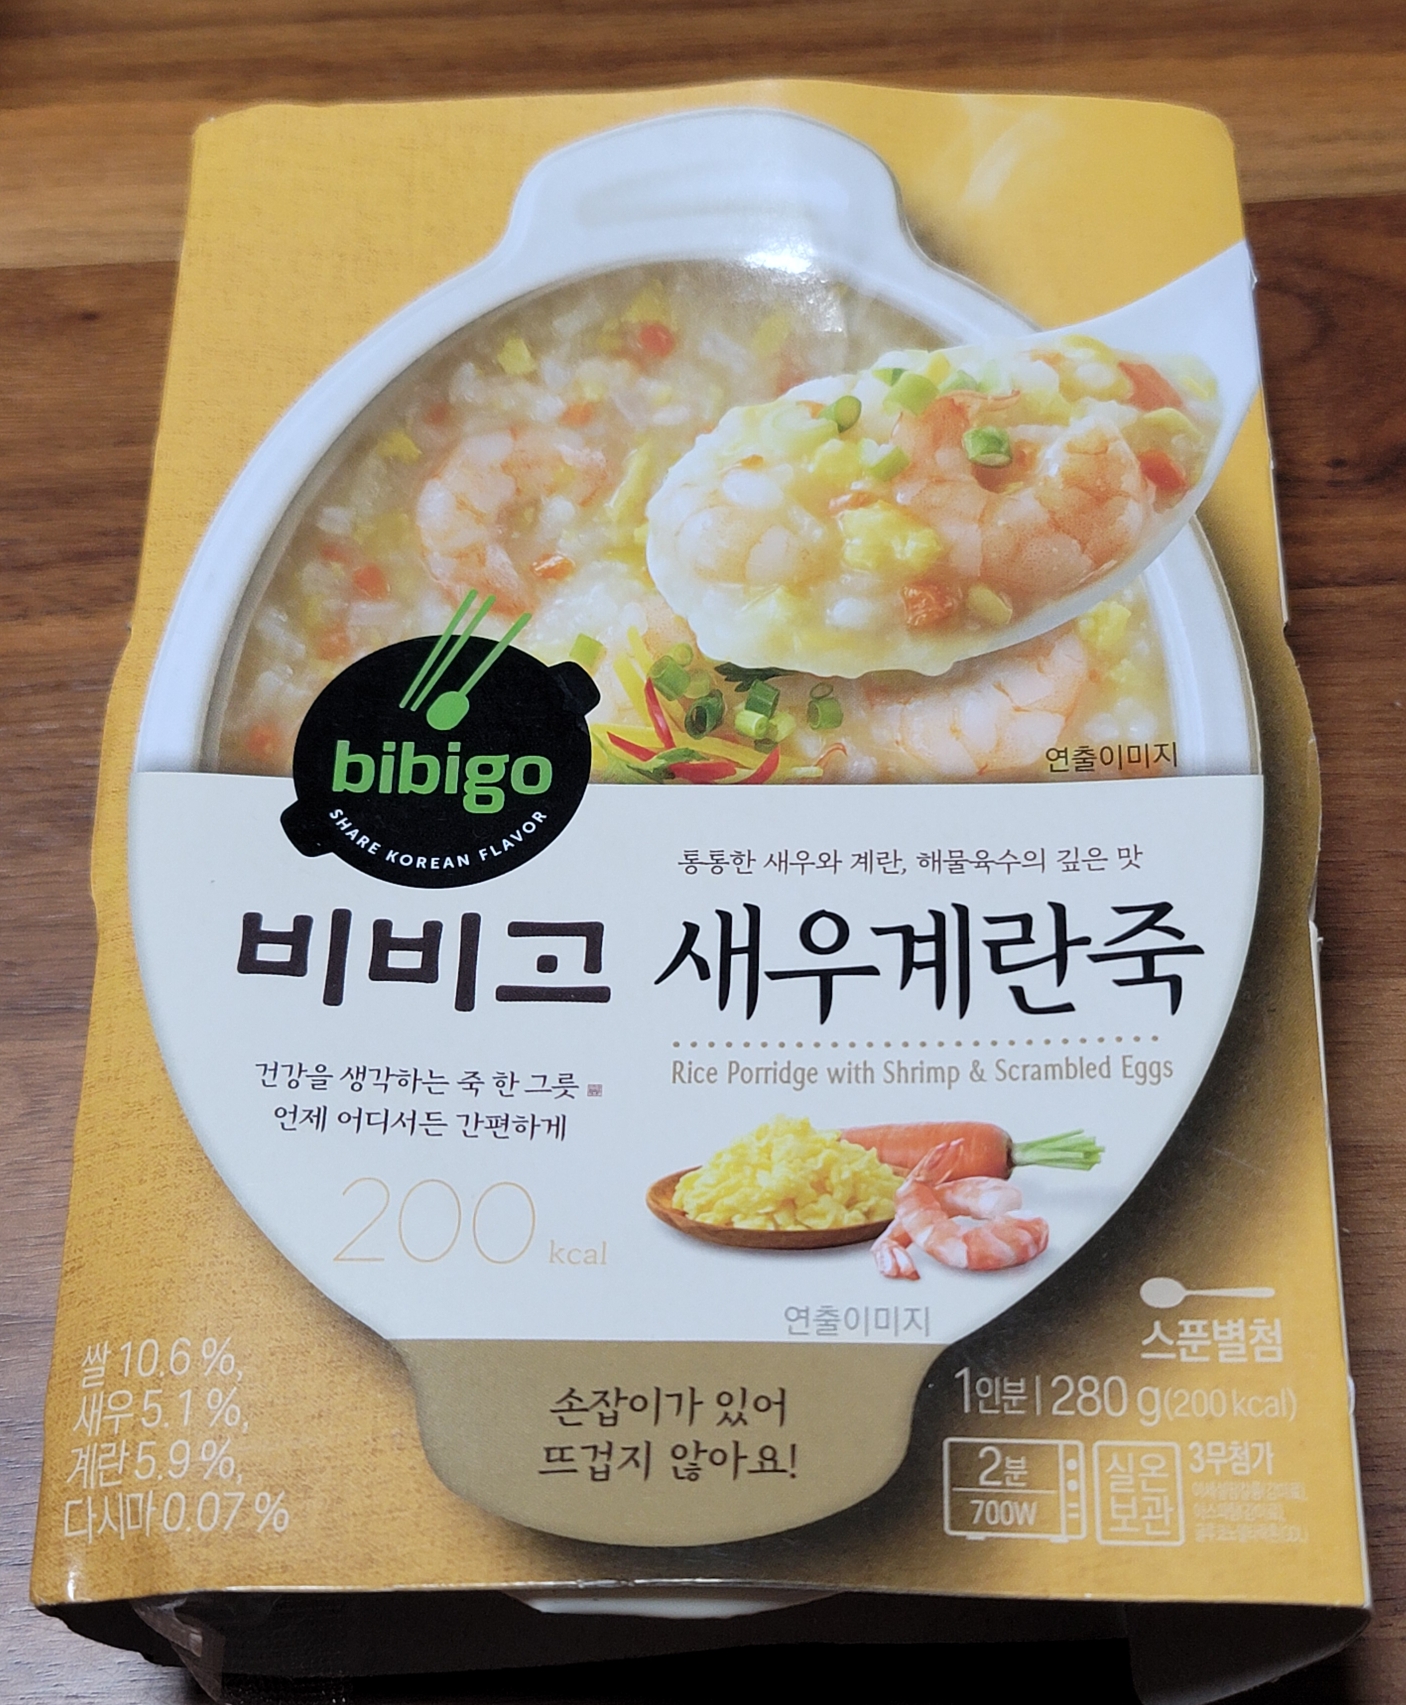 bibigo
SHARE KOREAN FLAVOR
연출이미지
통통한 새우와 계란, 해물육수의 깊은 맛
비비고 새우계란죽
Rice Porridge with Shrimp & Scrambled Eggs
건강을 생각하는 죽 한 그릇
언제 어디서든 간편하게
200 kcal
연출이미지
쌀 10.6 %,
새우 5.1 %,
계란 5.9 %,
다시마 0.07 %
손잡이가 있어
뜨겁지 않아요!
스푼별첨
1인분 | 280 g(200 kcal)
2분
700W
실온
보관
3무첨가